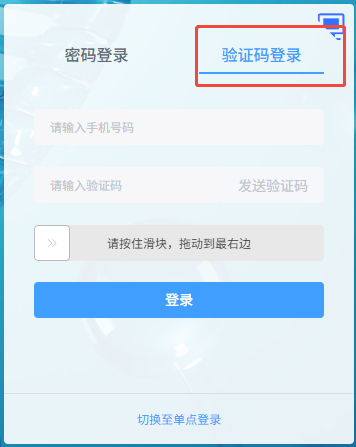 密码登录 验证码登录
请输入手机号码
请输入验证码 发送验证码
请按住滑块，拖动到最右边
登录
切换至单点登录